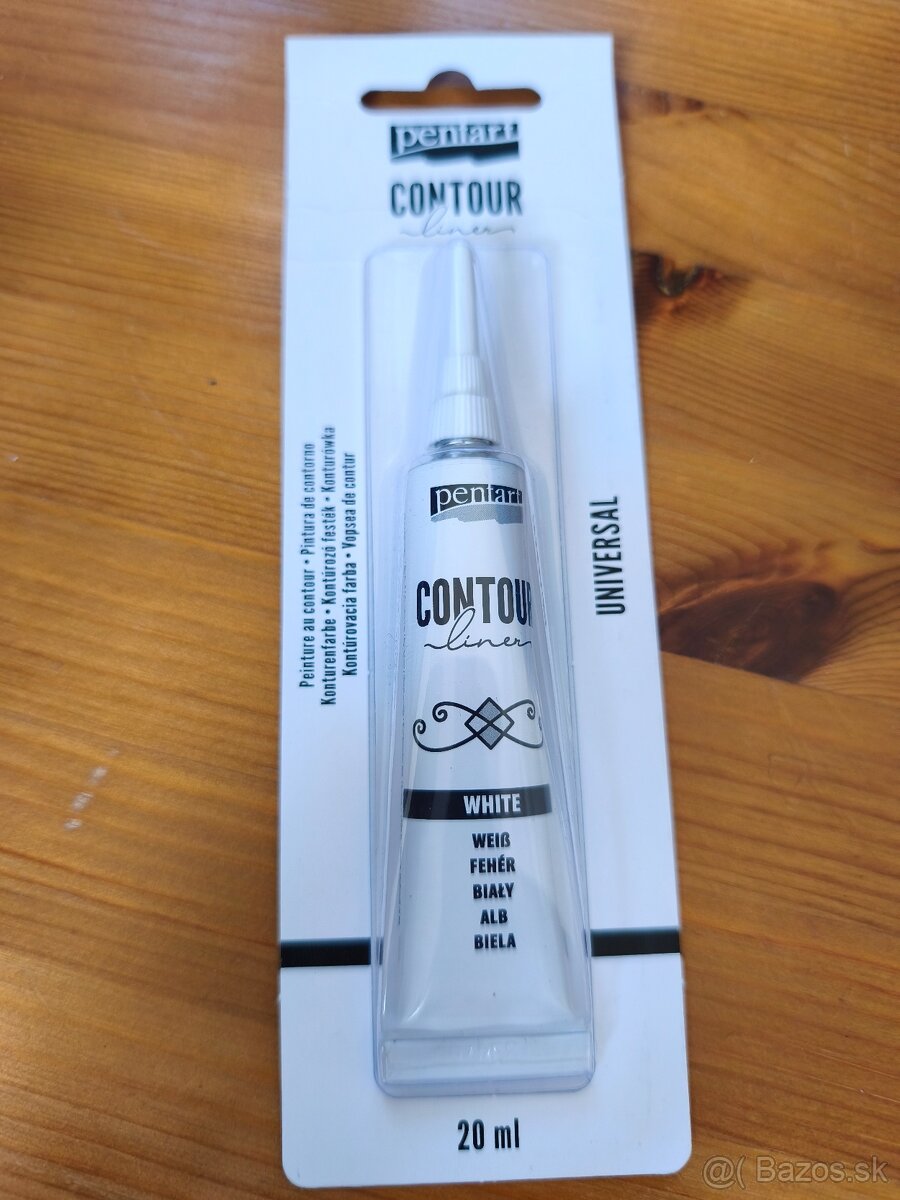 pentart
CONTOUR
liner
Peinture au contour • Pintura de contorno
Konturenfarbe • Kontúrozó festék • Konturówka
Kontúrovacia farba • Vopsea de contur
UNIVERSAL
pentart
CONTOUR
liner
WHITE
WEIß
FEHÉR
BIAŁY
ALB
BIELA
20 ml
@( Bazos.sk